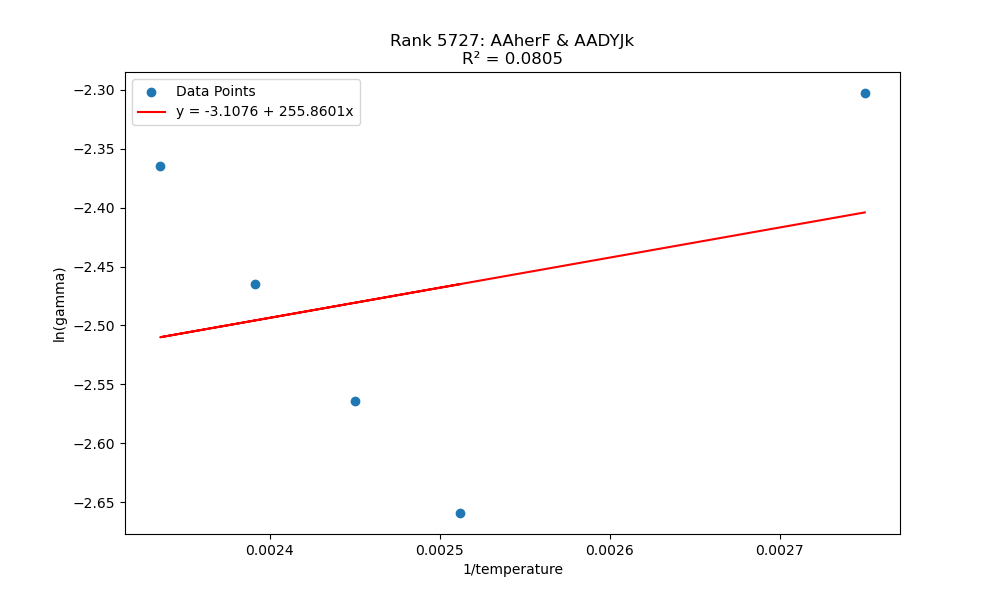 Rank 5727: AAherF & AADYJk
R² = 0.0805
Data Points
y = -3.1076 + 255.8601x
ln(gamma)
−2.30
−2.35
−2.40
−2.45
−2.50
−2.55
−2.60
−2.65
0.0024
0.0025
0.0026
0.0027
1/temperature